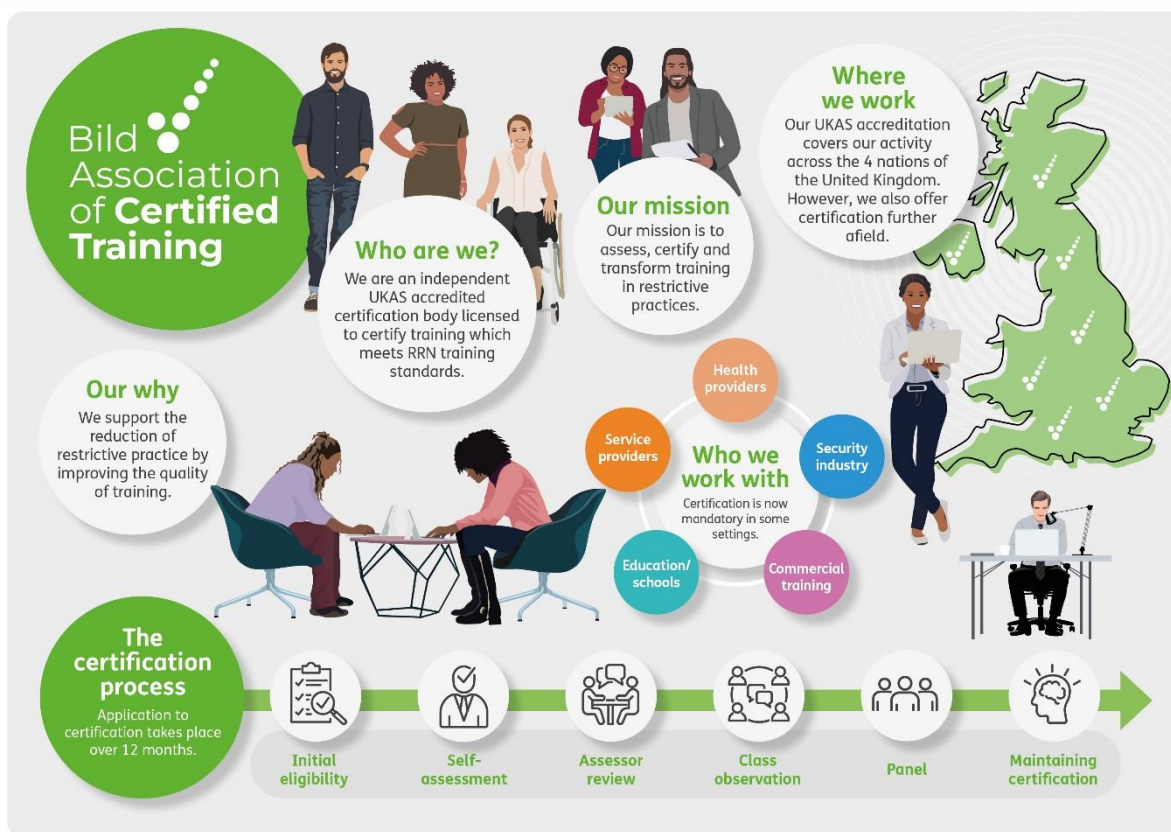 Bild
Association
of Certified
Training
Who are we?
We are an independent
UKAS accredited
certification body licensed
to certify training which
meets RRN training
standards.
Our mission
Our mission is to
assess, certify and
transform training
in restrictive
practices.
Where
we work
Our UKAS accreditation
covers our activity
across the 4 nations of
the United Kingdom.
However, we also offer
certification further
afield.
Our why
We support the
reduction of
restrictive practice by
improving the quality
of training.
Who we
work with
Certification is now
mandatory in some
settings.
Health
providers
Security
industry
Commercial
training
Education/
schools
Service
providers
The
certification
process
Application to
certification takes place
over 12 months.
Initial
eligibility
Self-
assessment
Assessor
review
Class
observation
Panel
Maintaining
certification